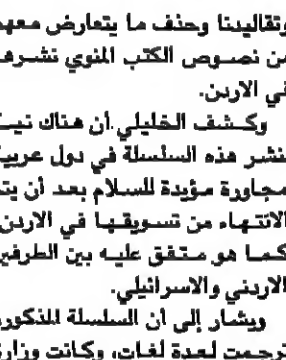 وتقاليدنا وحذف ما يتعارض معهم
من نصوص الكتب المنوي نشرها
في الاردن.
وكشف الخليلي أن هناك نية
لنشر هذه السلسلة في دول عربية
مجاورة مؤيدة للسلام بعد أن يتم
الانتهاء من تسويقها في الاردن
كما هو متفق عليه بين الطرفين
الاردني والاسرائيلي.
ويشار إلى أن السلسلة المذكورة
ترجمت لعدة لغات، وكانت وزارة